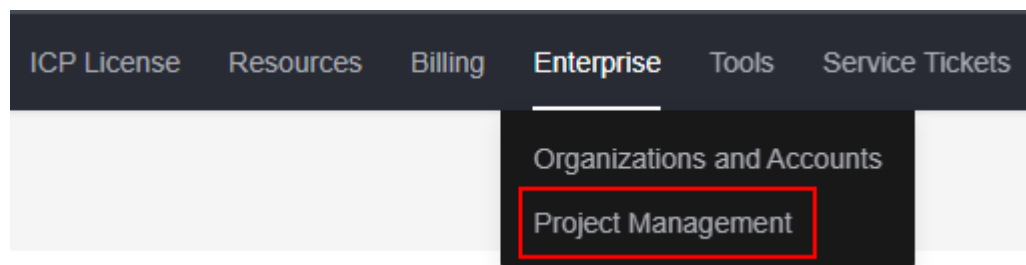 ICP License Resources Billing Enterprise Tools Service Tickets
Organizations and Accounts
Project Management